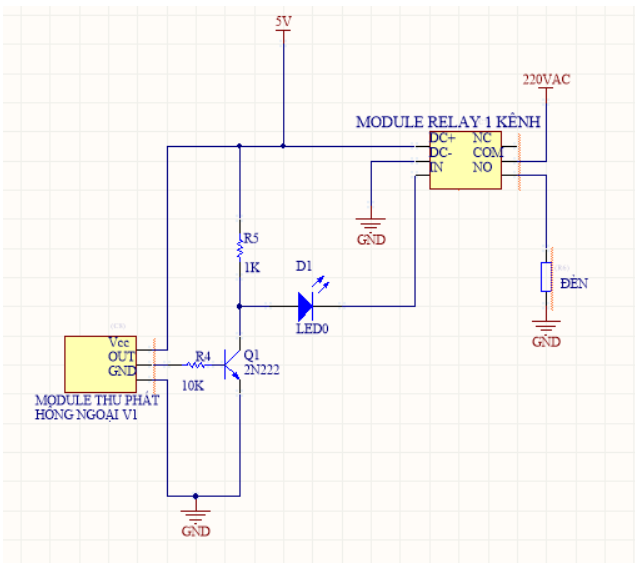 5V
220VAC
MODULE RELAY 1 KÊNH
DC+ NC
DC- COM
IN NO
GND
R5
1K
D1
LED0
ĐÈN
GND
Vcc
OUT
GND
R4
10K
Q1
2N222
MODULE THU PHÁT
HỒNG NGOẠI V1
GND